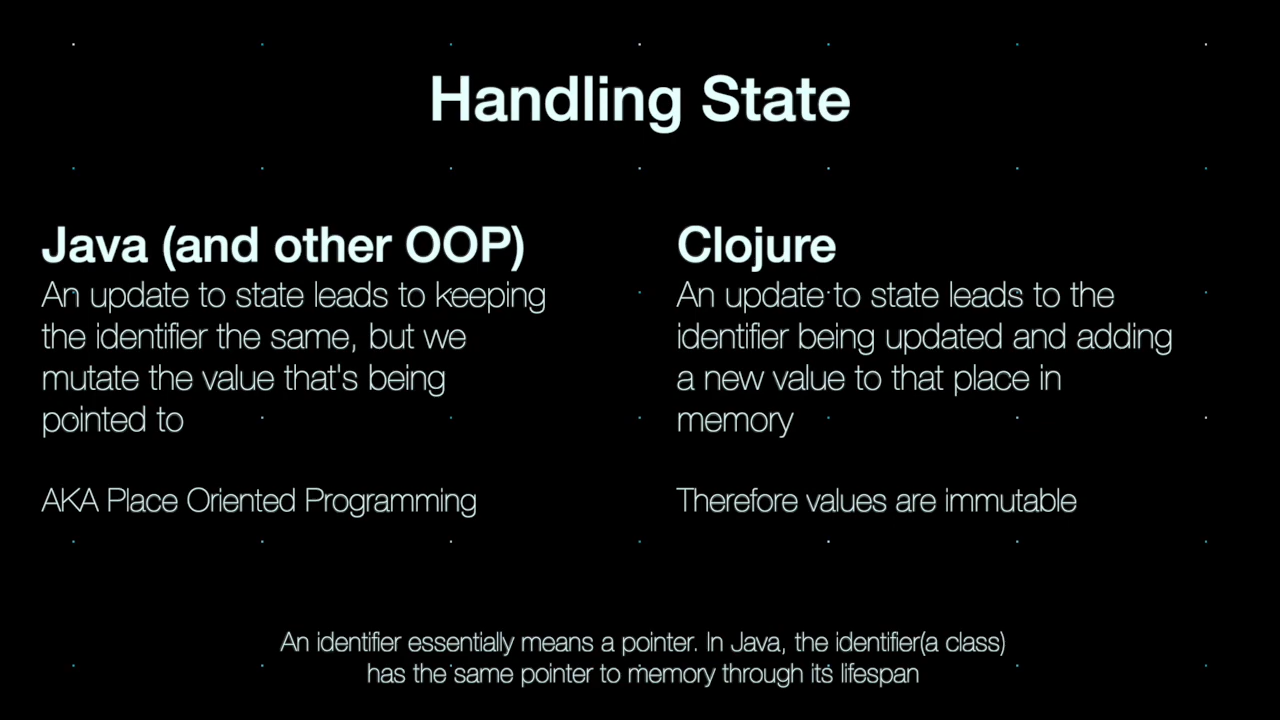 Handling State
Java (and other OOP)
An update to state leads to keeping
the identifier the same, but we
mutate the value that's being
pointed to
AKA Place Oriented Programming
Clojure
An update to state leads to the
identifier being updated and adding
a new value to that place in
memory
Therefore values are immutable
An identifier essentially means a pointer. In Java, the identifier(a class)
has the same pointer to memory through its lifespan